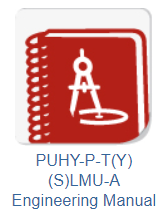 PUHY-P-T(Y)
(S)LMU-A
Engineering Manual